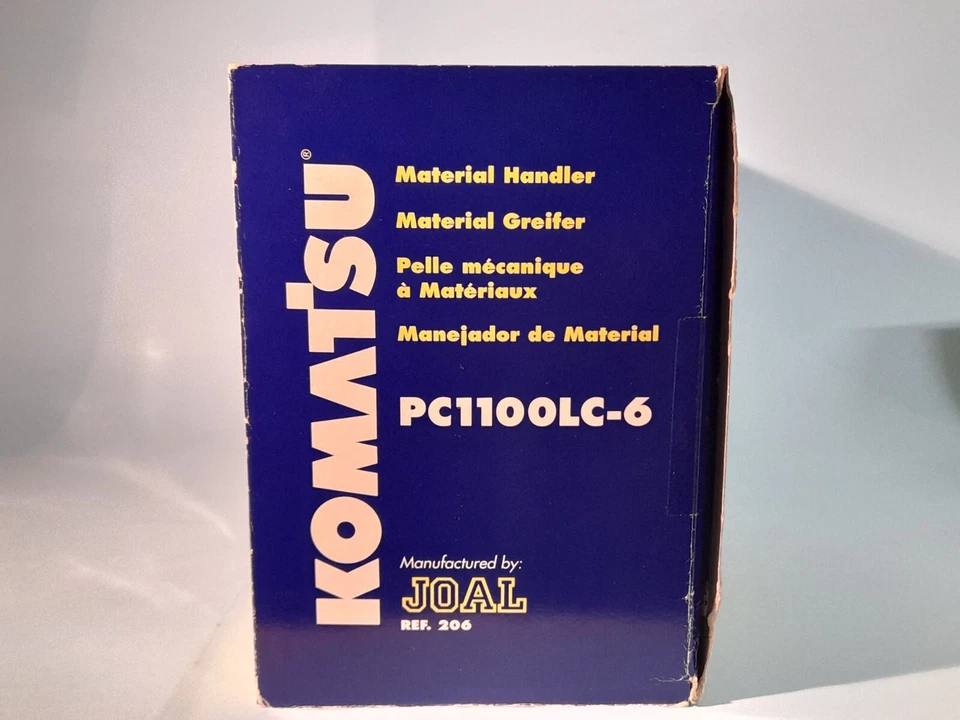 KOMATSU®
Material Handler
Material Greifer
Pelle mécanique
à Matériaux
Manejador de Material
PC1100LC-6
Manufactured by:
JOAL
REF. 206